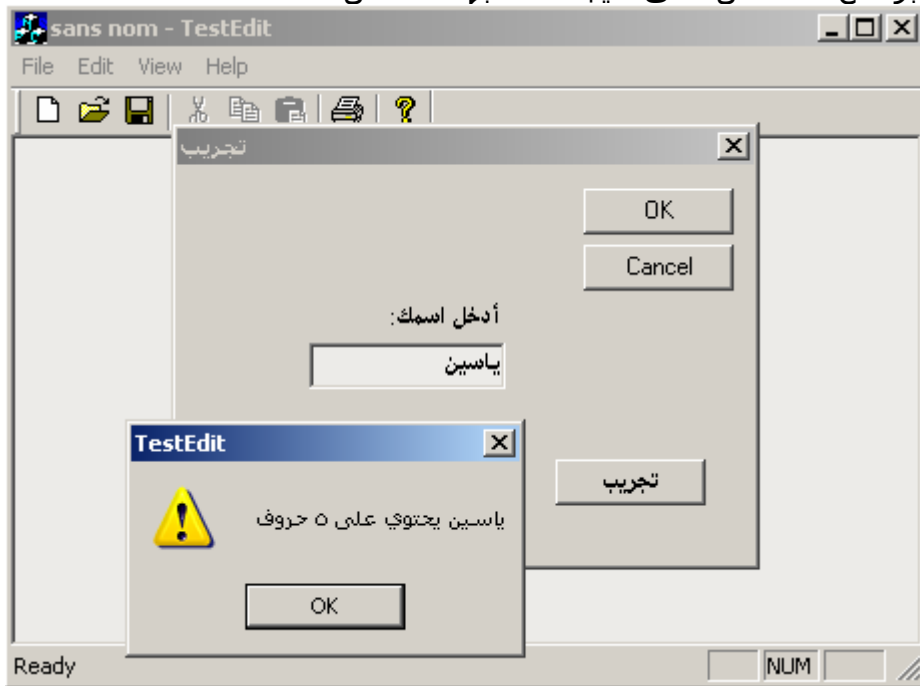 sans nom - TestEdit
File Edit View Help
تجريب
OK
Cancel
أدخل اسمك:
ياسين
تجريب
TestEdit
ياسين يحتوي على ٥ حروف
OK
Ready
NUM